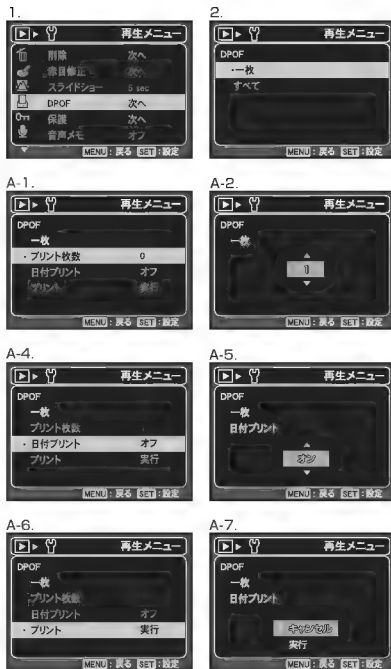 1.
再生メニュー
削除 次へ
赤目修正 次へ
スライドショー 5 sec
DPOF 次へ
保護 次へ
音声メモ オフ
MENU:戻る SET:設定
2.
再生メニュー
DPOF
・一枚
すべて
MENU:戻る SET:設定
A-1.
再生メニュー
DPOF
一枚
・プリント枚数 0
日付プリント オフ
プリント 実行
MENU:戻る SET:設定
A-2.
再生メニュー
DPOF
一枚
1
MENU:戻る SET:設定
A-4.
再生メニュー
DPOF
一枚
プリント枚数
・日付プリント オフ
プリント 実行
MENU:戻る SET:設定
A-5.
再生メニュー
DPOF
一枚
日付プリント
オン
MENU:戻る SET:設定
A-6.
再生メニュー
DPOF
一枚
プリント枚数
日付プリント オフ
・プリント 実行
MENU:戻る SET:設定
A-7.
再生メニュー
DPOF
一枚
日付プリント
キャンセル
実行
MENU:戻る SET:設定